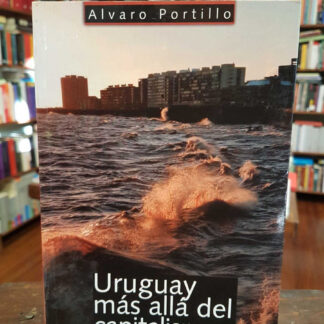 Alvaro Portillo
Uruguay
más allá del